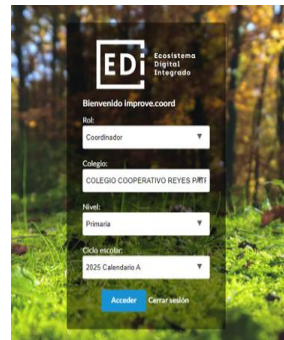 EDi
Ecosistema
Digital
Integrado
Bienvenido improve.coord
Rol:
Coordinador
Colegio:
COLEGIO COOPERATIVO REYES
Nivel:
Primaria
Ciclo escolar:
2025 Calendario A
Acceder Cerrar sesión